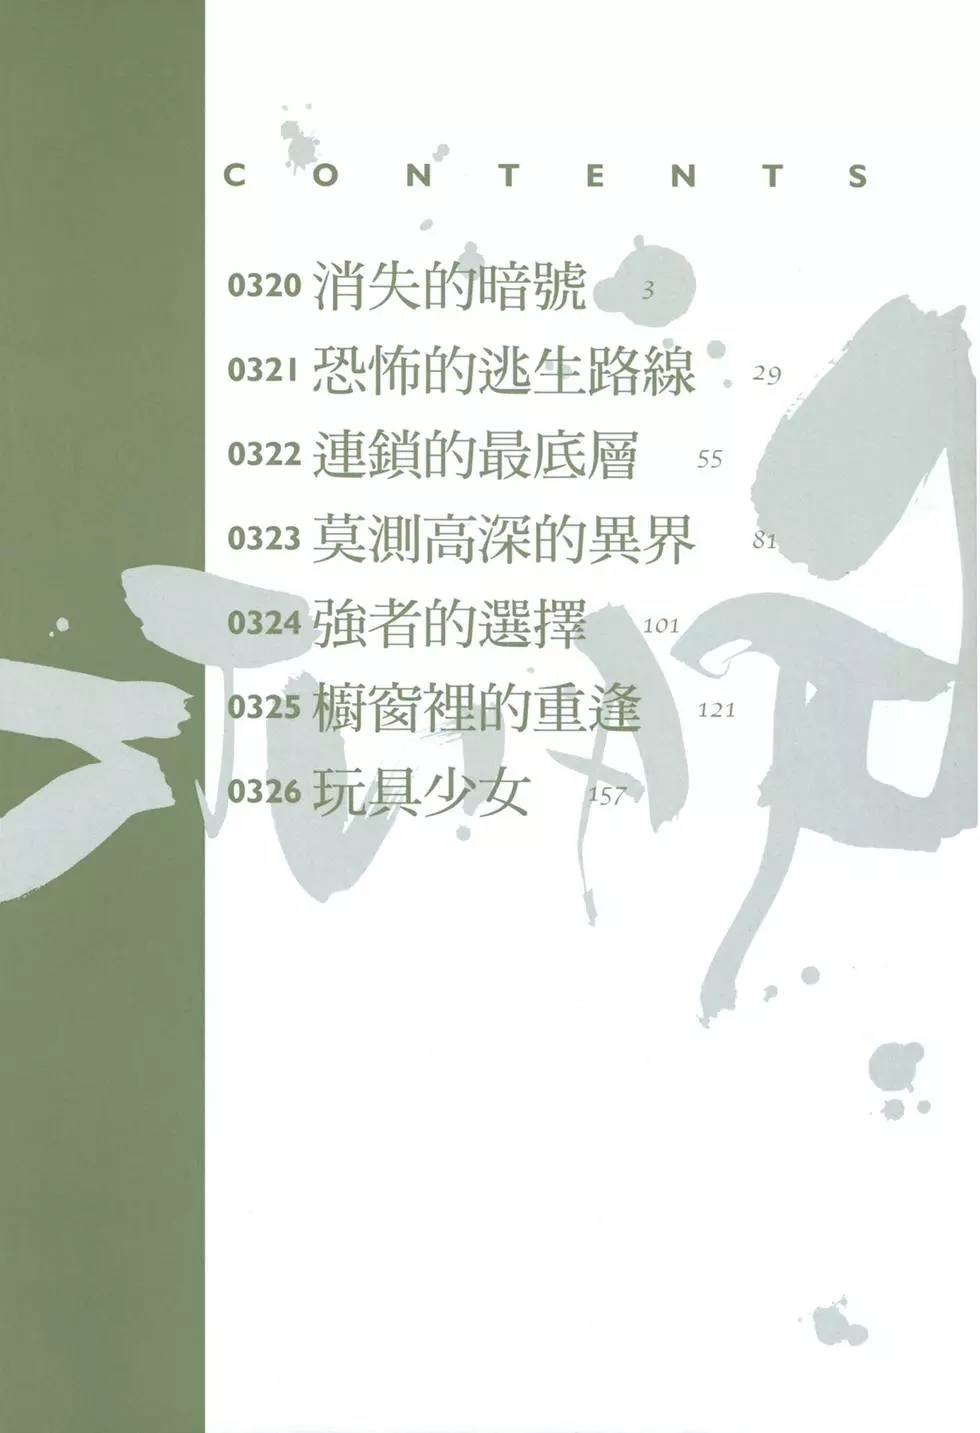 CONTENTS
0320 消失的暗號 3
0321 恐怖的逃生路線 29
0322 連鎖的最底層 55
0323 莫測高深的異界 81
0324 強者的選擇 101
0325 櫥窗裡的重逢 121
0326 玩具少女 157